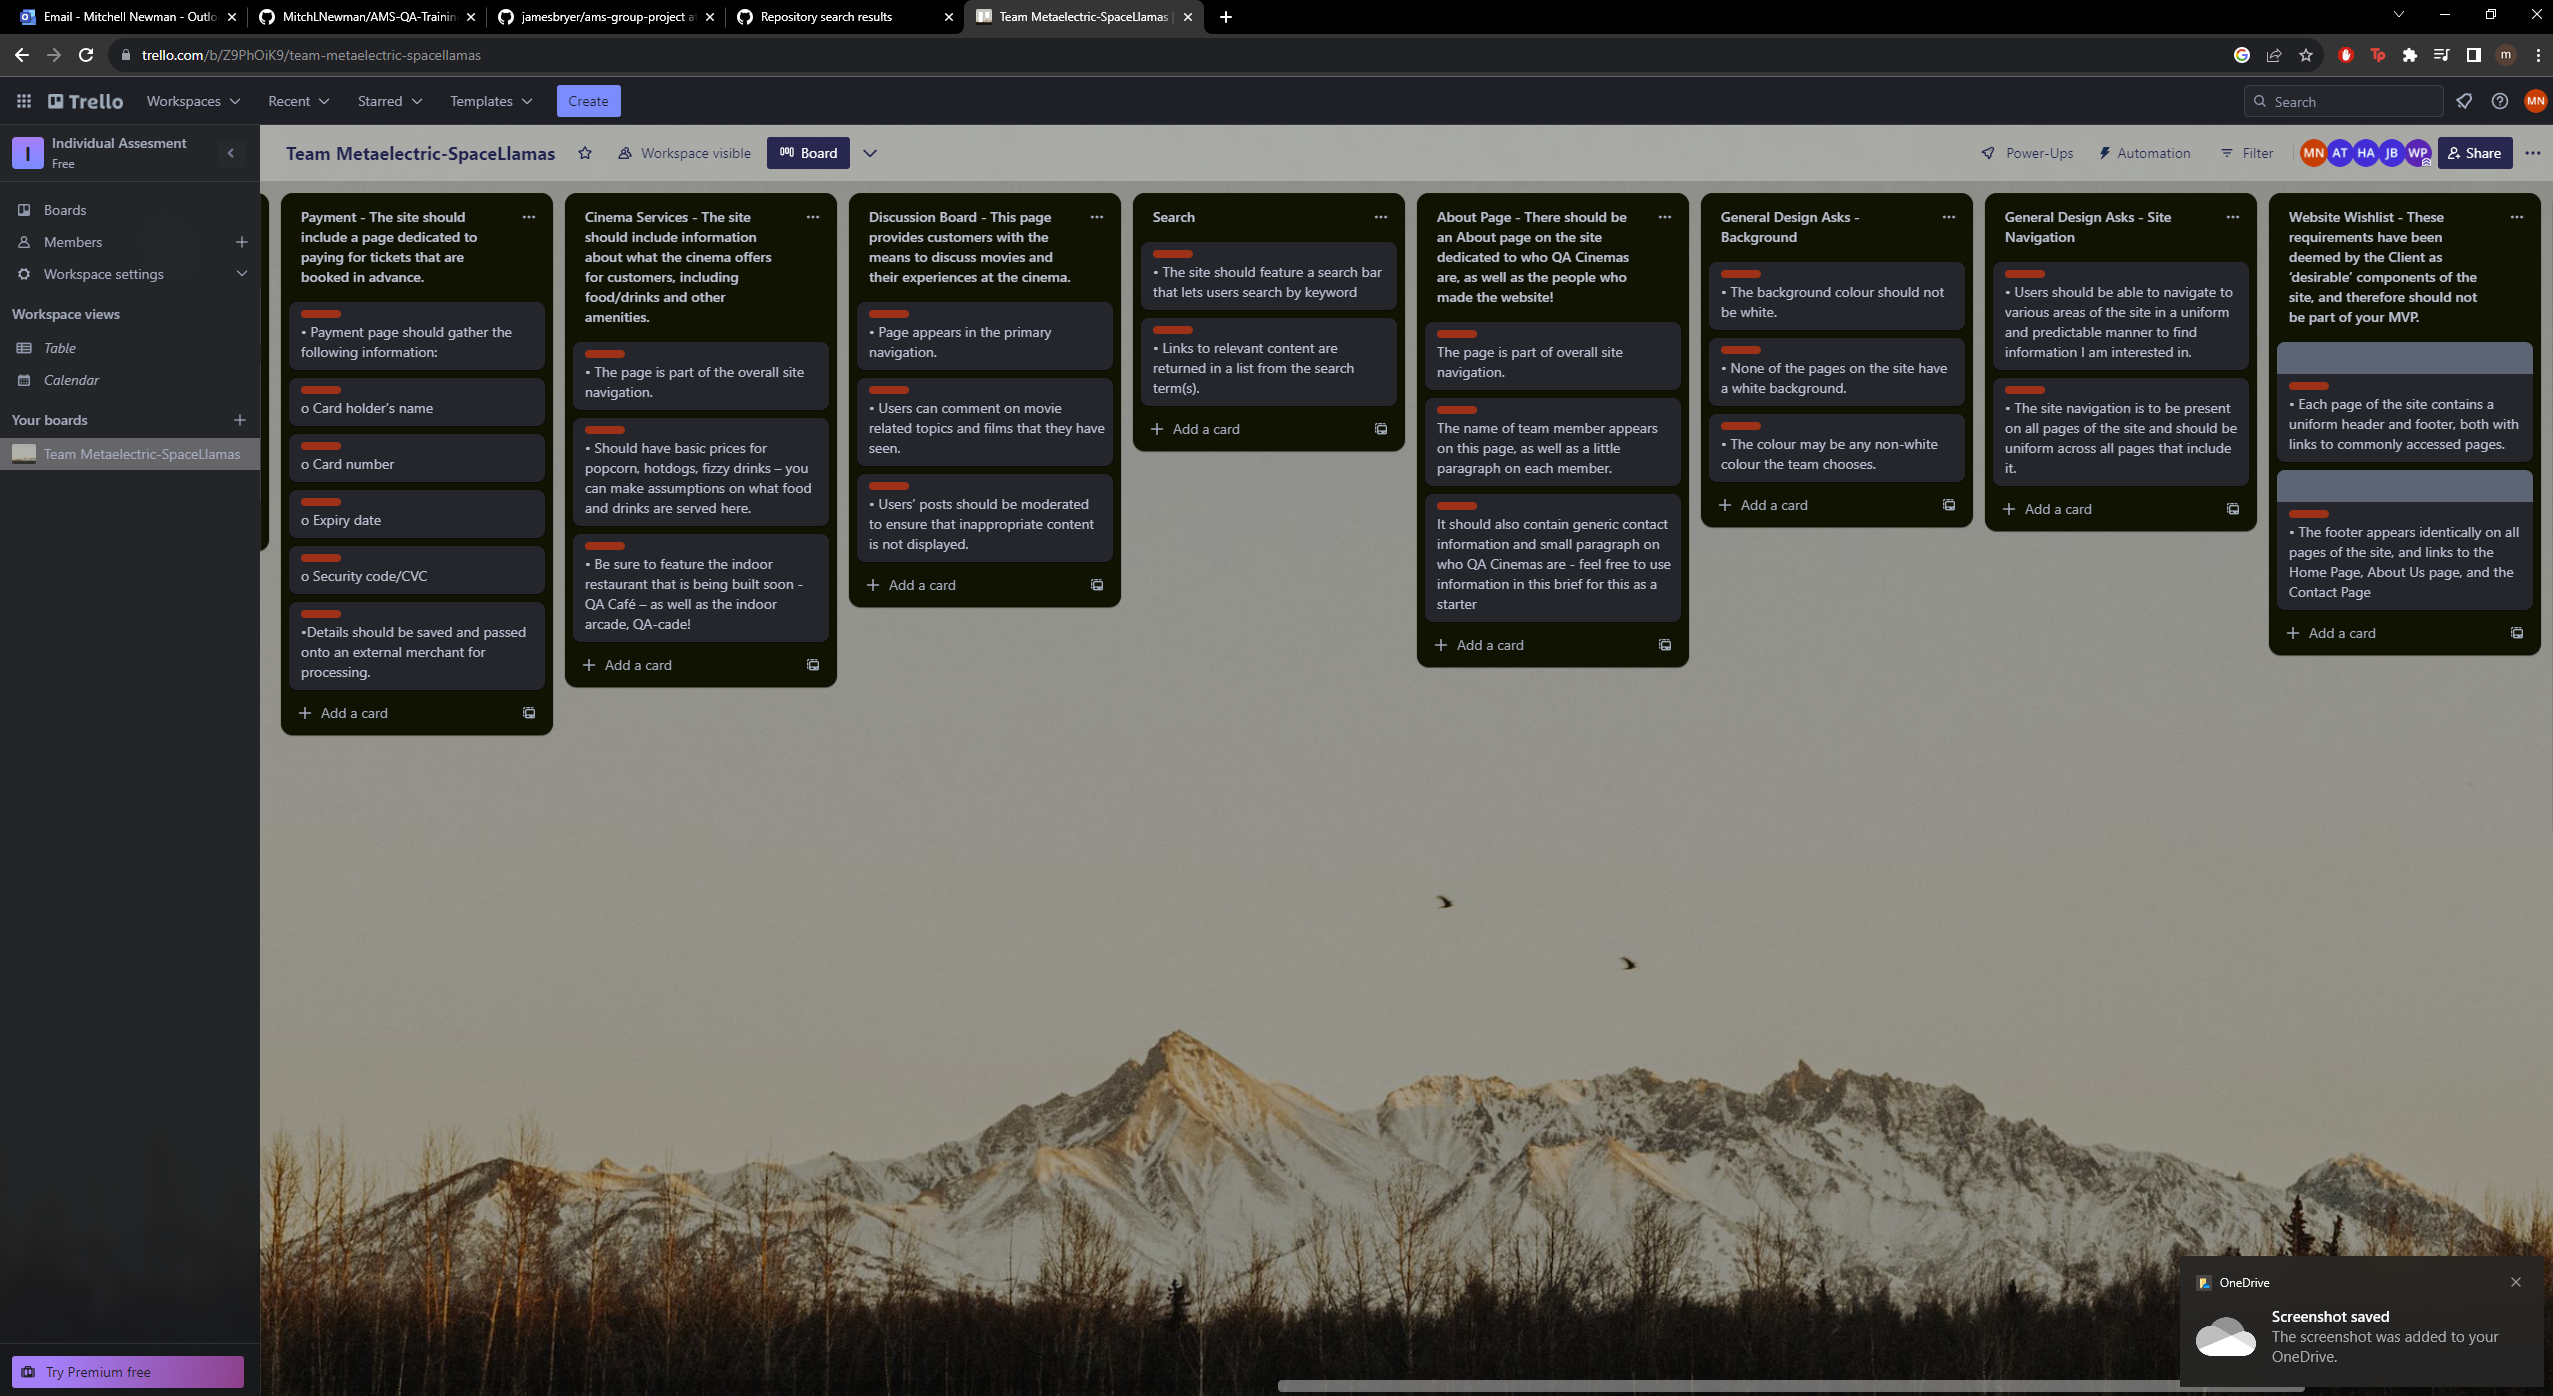 Email - Mitchell Newman - Outlo
MitchLNewman/AMS-QA-Trainin
jamesbryer/ams-group-project a
Repository search results
Team Metaelectric-SpaceLlamas |
trello.com/b/Z9PhOiK9/team-metaelectric-spacellamas
Tp
m
Trello
Workspaces
Recent
Starred
Templates
Create
Search
MN
I
Individual Assesment
Free
Boards
Members
Workspace settings
Workspace views
Table
Calendar
Your boards
Team Metaelectric-SpaceLlamas
Try Premium free
Team Metaelectric-SpaceLlamas
Workspace visible
Board
Power-Ups
Automation
Filter
MN
AT
HA
JB
WP
Share
Payment - The site should
include a page dedicated to
paying for tickets that are
booked in advance.
• Payment page should gather the
following information:
o Card holder's name
o Card number
o Expiry date
o Security code/CVC
•Details should be saved and passed
onto an external merchant for
processing.
Add a card
Cinema Services - The site
should include information
about what the cinema offers
for customers, including
food/drinks and other
amenities.
• The page is part of the overall site
navigation.
• Should have basic prices for
popcorn, hotdogs, fizzy drinks – you
can make assumptions on what food
and drinks are served here.
• Be sure to feature the indoor
restaurant that is being built soon -
QA Café – as well as the indoor
arcade, QA-cade!
Add a card
Discussion Board - This page
provides customers with the
means to discuss movies and
their experiences at the cinema.
• Page appears in the primary
navigation.
• Users can comment on movie
related topics and films that they have
seen.
• Users' posts should be moderated
to ensure that inappropriate content
is not displayed.
Add a card
Search
• The site should feature a search bar
that lets users search by keyword
• Links to relevant content are
returned in a list from the search
term(s).
Add a card
About Page - There should be
an About page on the site
dedicated to who QA Cinemas
are, as well as the people who
made the website!
The page is part of overall site
navigation.
The name of team member appears
on this page, as well as a little
paragraph on each member.
It should also contain generic contact
information and small paragraph on
who QA Cinemas are - feel free to use
information in this brief for this as a
starter
Add a card
General Design Asks -
Background
• The background colour should not
be white.
• None of the pages on the site have
a white background.
• The colour may be any non-white
colour the team chooses.
Add a card
General Design Asks - Site
Navigation
• Users should be able to navigate to
various areas of the site in a uniform
and predictable manner to find
information I am interested in.
• The site navigation is to be present
on all pages of the site and should be
uniform across all pages that include
it.
Add a card
Website Wishlist - These
requirements have been
deemed by the Client as
‘desirable’ components of the
site, and therefore should not
be part of your MVP.
• Each page of the site contains a
uniform header and footer, both with
links to commonly accessed pages.
• The footer appears identically on all
pages of the site, and links to the
Home Page, About Us page, and the
Contact Page
Add a card
OneDrive
Screenshot saved
The screenshot was added to your
OneDrive.